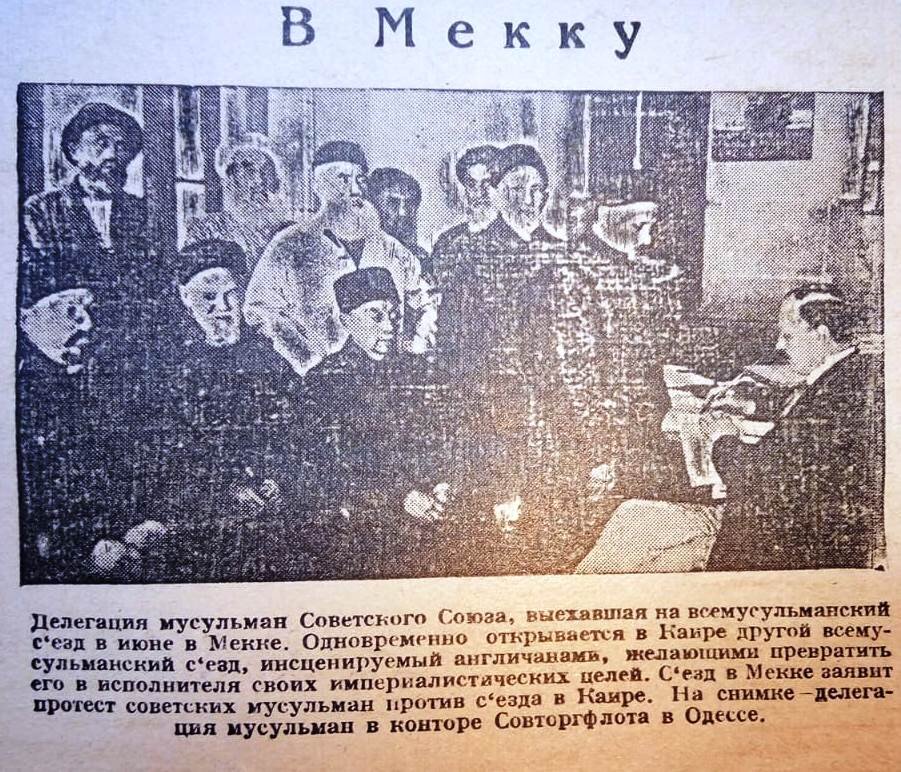 В Мекку
Делегация мусульман Советского Союза, выехавшая на всемусульманский
с‘езд в июне в Мекке. Одновременно открывается в Каире другой всему-
сульманский с‘езд, инсценируемый англичанами, желающими превратить
его в исполнителя своих империалистических целей. С‘езд в Мекке заявит
протест советских мусульман против с‘езда в Каире. На снимке—делега-
ция мусульман в конторе Совторгфлота в Одессе.